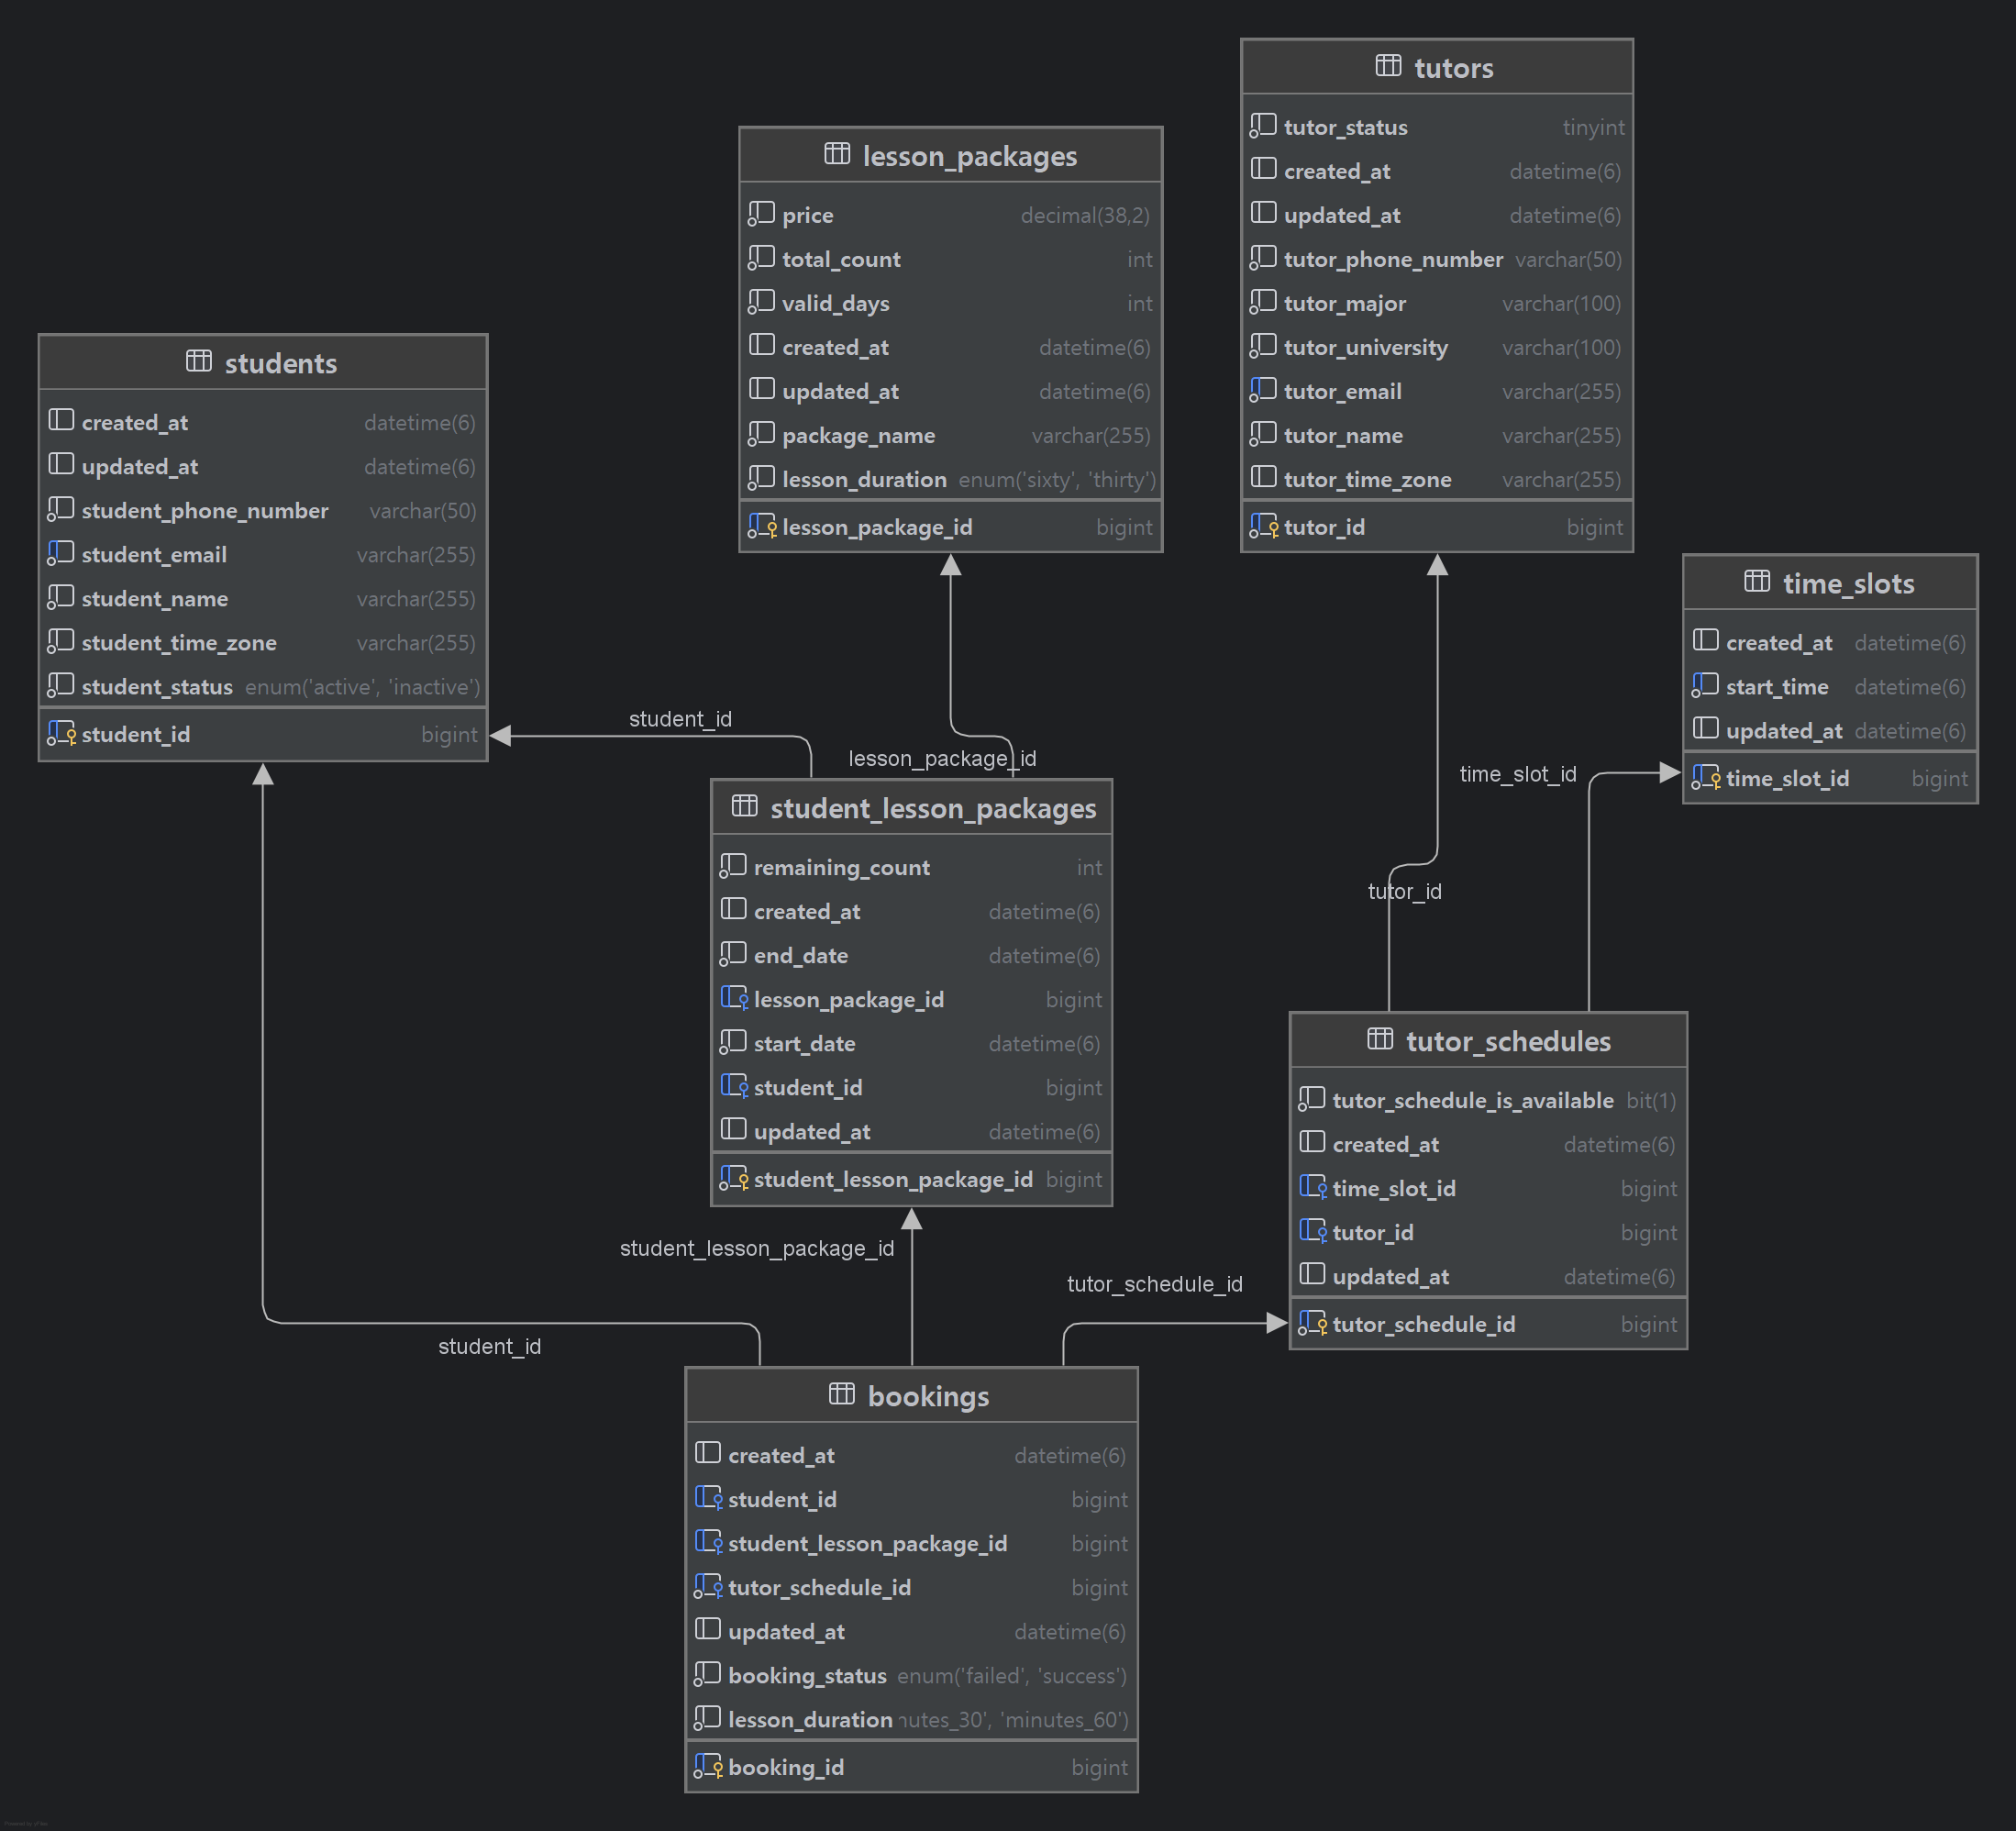 tutors
tutor_status tinyint
created_at datetime(6)
updated_at datetime(6)
tutor_phone_number varchar(50)
tutor_major varchar(100)
tutor_university varchar(100)
tutor_email varchar(255)
tutor_name varchar(255)
tutor_time_zone varchar(255)
tutor_id bigint
lesson_packages
price decimal(38,2)
total_count int
valid_days int
created_at datetime(6)
updated_at datetime(6)
package_name varchar(255)
lesson_duration enum('sixty', 'thirty')
lesson_package_id bigint
students
created_at datetime(6)
updated_at datetime(6)
student_phone_number varchar(50)
student_email varchar(255)
student_name varchar(255)
student_time_zone varchar(255)
student_status enum('active', 'inactive')
student_id bigint
time_slots
created_at datetime(6)
start_time datetime(6)
updated_at datetime(6)
time_slot_id bigint
student_id
lesson_package_id
time_slot_id
tutor_id
student_lesson_packages
remaining_count int
created_at datetime(6)
end_date datetime(6)
lesson_package_id bigint
start_date datetime(6)
student_id bigint
updated_at datetime(6)
student_lesson_package_id bigint
tutor_schedules
tutor_schedule_is_available bit(1)
created_at datetime(6)
time_slot_id bigint
tutor_id bigint
updated_at datetime(6)
tutor_schedule_id bigint
student_lesson_package_id
tutor_schedule_id
student_id
bookings
created_at datetime(6)
student_id bigint
student_lesson_package_id bigint
tutor_schedule_id bigint
updated_at datetime(6)
booking_status enum('failed', 'success')
lesson_duration nutes_30', 'minutes_60')
booking_id bigint